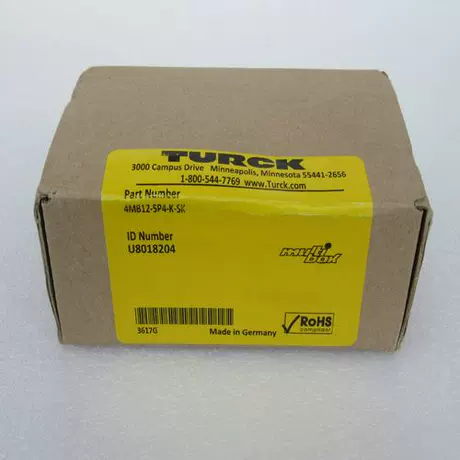 TURCK
3000 Campus Drive Minneapolis, Minnesota 55441-2656
1-800-544-7769 www.Turck.com
Part Number
4MB12-5P4-K-SK
ID Number
U8018204
multi
box
3617G
Made in Germany
RoHS
compliant